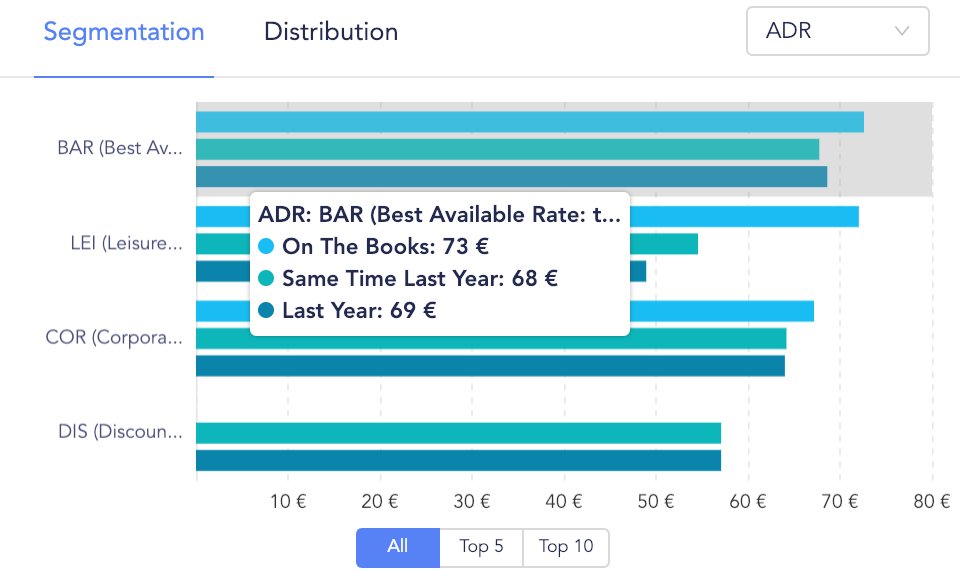 Segmentation
Distribution
ADR
BAR (Best Av...
ADR: BAR (Best Available Rate: t...
On The Books: 73 €
Same Time Last Year: 68 €
Last Year: 69 €
LEI (Leisure...
COR (Corpora...
DIS (Discoun...
10 € 20 € 30 € 40 € 50 € 60 € 70 € 80 €
All Top 5 Top 10